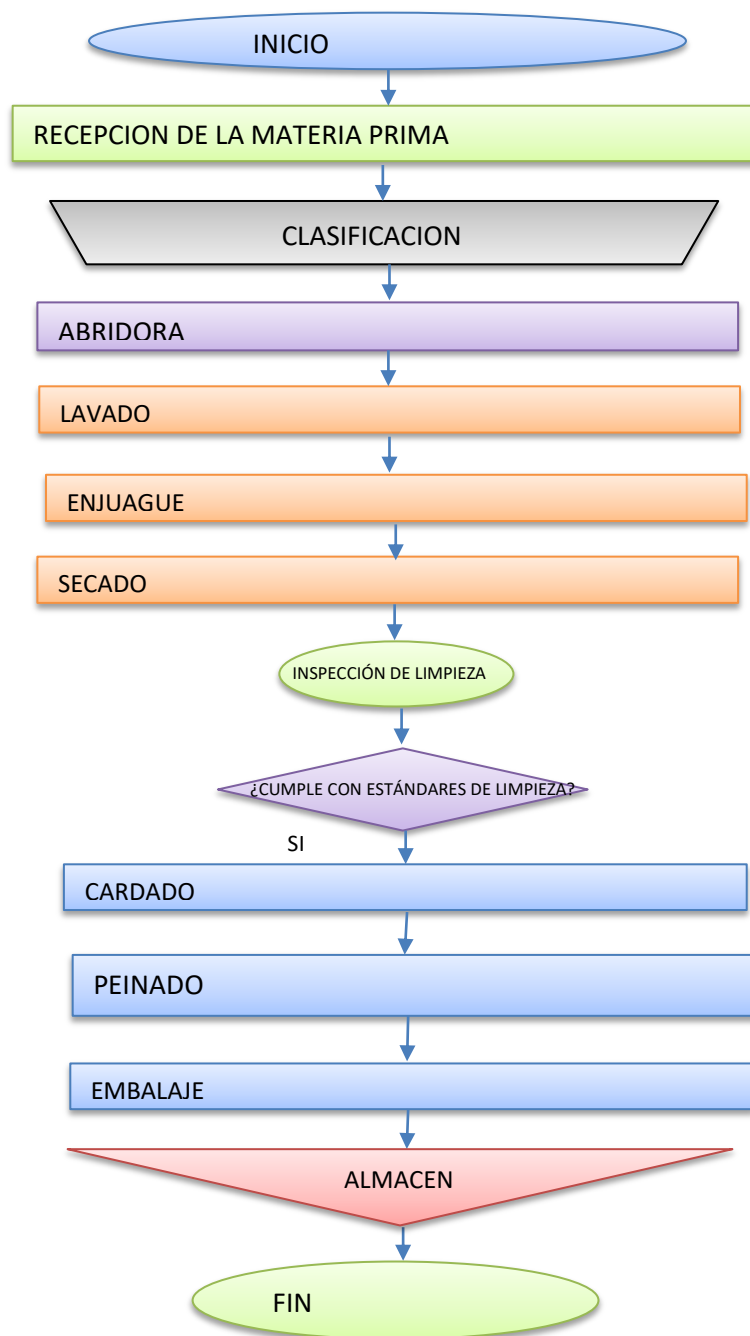 INICIO
RECEPCION DE LA MATERIA PRIMA
CLASIFICACION
ABRIDORA
LAVADO
ENJUAGUE
SECADO
INSPECCIÓN DE LIMPIEZA
¿CUMPLE CON ESTÁNDARES DE LIMPIEZA?
SI
CARDADO
PEINADO
EMBALAJE
ALMACEN
FIN